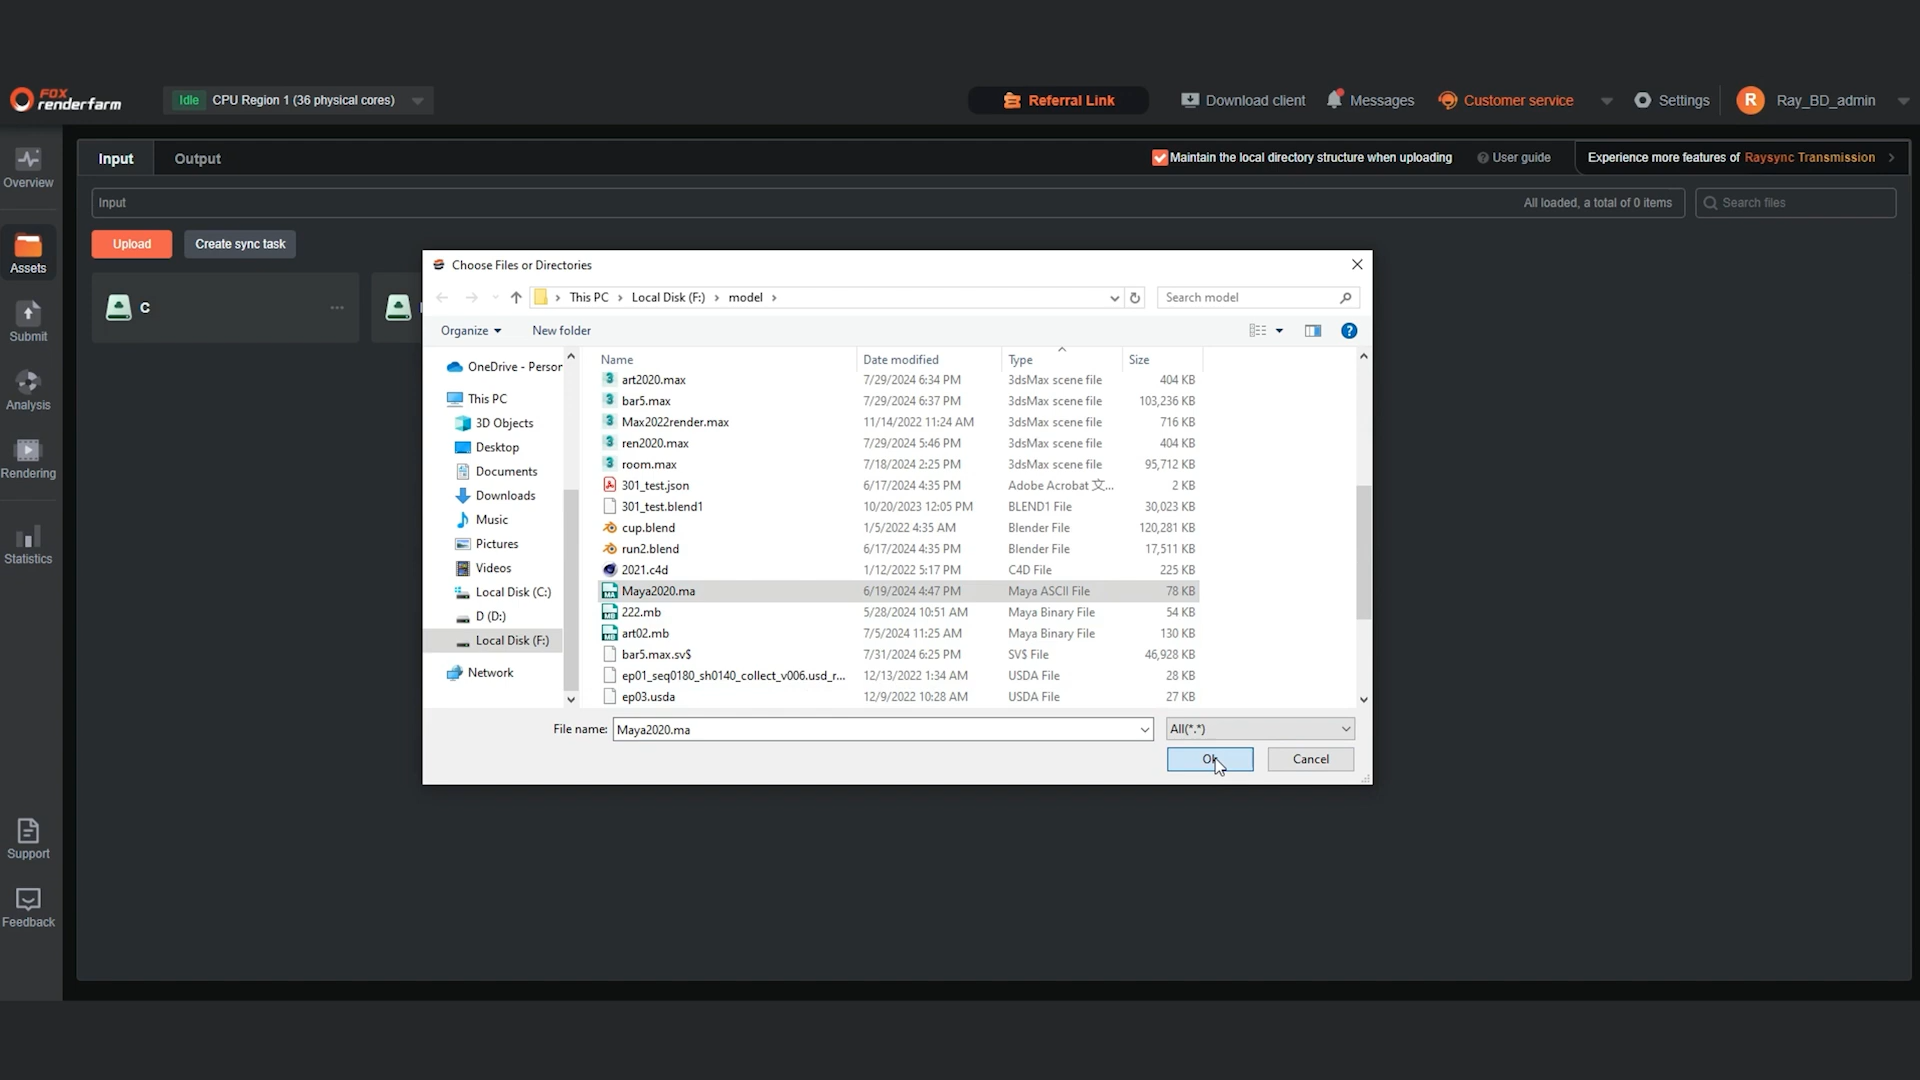 FOX renderfarm
Idle CPU Region 1 (36 physical cores)
Referral Link
Download client
Messages
Customer service
Settings
R Ray_BD_admin
Overview
Assets
Submit
Analysis
Rendering
Statistics
Support
Feedback
Input Output
Maintain the local directory structure when uploading
User guide
Experience more features of Raysync Transmission
Input
All loaded, a total of 0 items
Search files
Upload
Create sync task
C
Choose Files or Directories
This PC › Local Disk (F:) › model ›
Search model
Organize
New folder
OneDrive - Person
This PC
3D Objects
Desktop
Documents
Downloads
Music
Pictures
Videos
Local Disk (C:)
D (D:)
Local Disk (F:)
Network
Name Date modified Type Size
art2020.max 7/29/2024 6:34 PM 3dsMax scene file 404 KB
bar5.max 7/29/2024 6:37 PM 3dsMax scene file 103,236 KB
Max2022render.max 11/14/2022 11:24 AM 3dsMax scene file 716 KB
ren2020.max 7/29/2024 5:46 PM 3dsMax scene file 404 KB
room.max 7/18/2024 2:25 PM 3dsMax scene file 95,712 KB
301_test.json 6/17/2024 4:35 PM Adobe Acrobat 文... 2 KB
301_test.blend1 10/20/2023 12:05 PM BLEND1 File 30,023 KB
cup.blend 1/5/2022 4:35 AM Blender File 120,281 KB
run2.blend 6/17/2024 4:35 PM Blender File 17,511 KB
2021.c4d 1/12/2022 5:17 PM C4D File 225 KB
Maya2020.ma 6/19/2024 4:47 PM Maya ASCII File 78 KB
222.mb 5/28/2024 10:51 AM Maya Binary File 54 KB
art02.mb 7/5/2024 11:25 AM Maya Binary File 130 KB
bar5.max.sv$ 7/31/2024 6:25 PM SV$ File 46,928 KB
ep01_seq0180_sh0140_collect_v006.usd_r... 12/13/2022 1:34 AM USDA File 28 KB
ep03.usda 12/9/2022 10:28 AM USDA File 27 KB
File name: Maya2020.ma
All(*.*)
Ok
Cancel